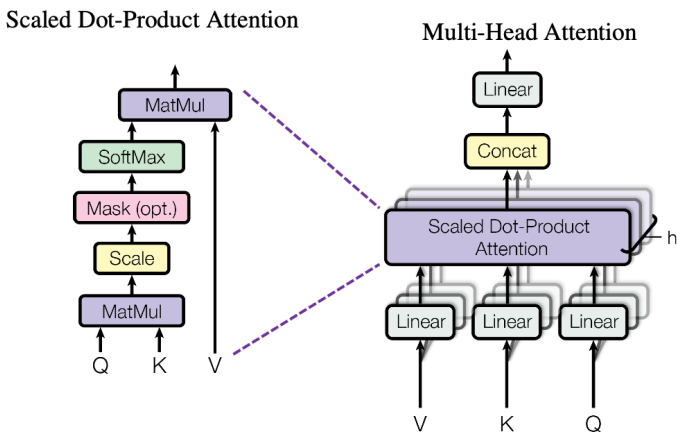 Scaled Dot-Product Attention
MatMul
SoftMax
Mask (opt.)
Scale
MatMul
Q K V
Multi-Head Attention
Linear
Concat
Scaled Dot-Product
Attention
h
Linear Linear Linear
V K Q